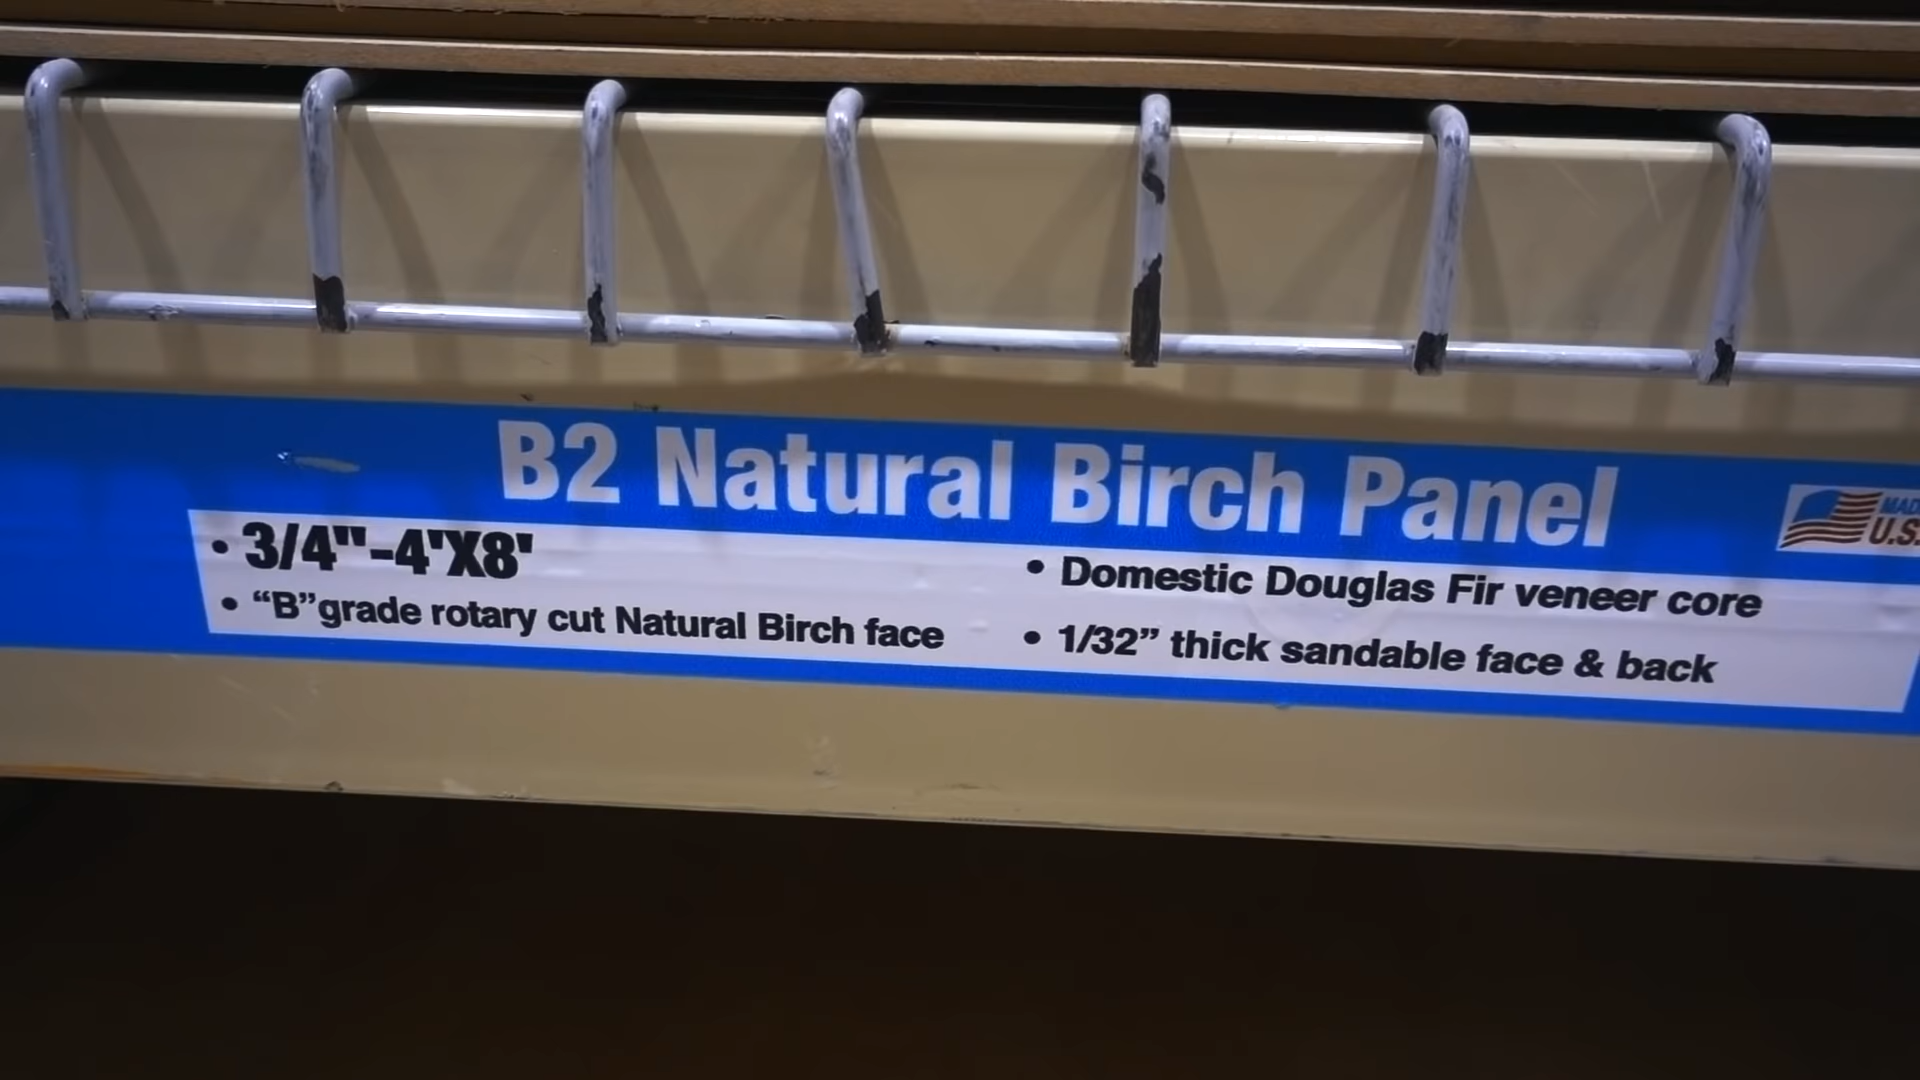 B2 Natural Birch Panel
• 3/4"-4'X8'
• “B”grade rotary cut Natural Birch face
• Domestic Douglas Fir veneer core
• 1/32” thick sandable face & back
U.S.